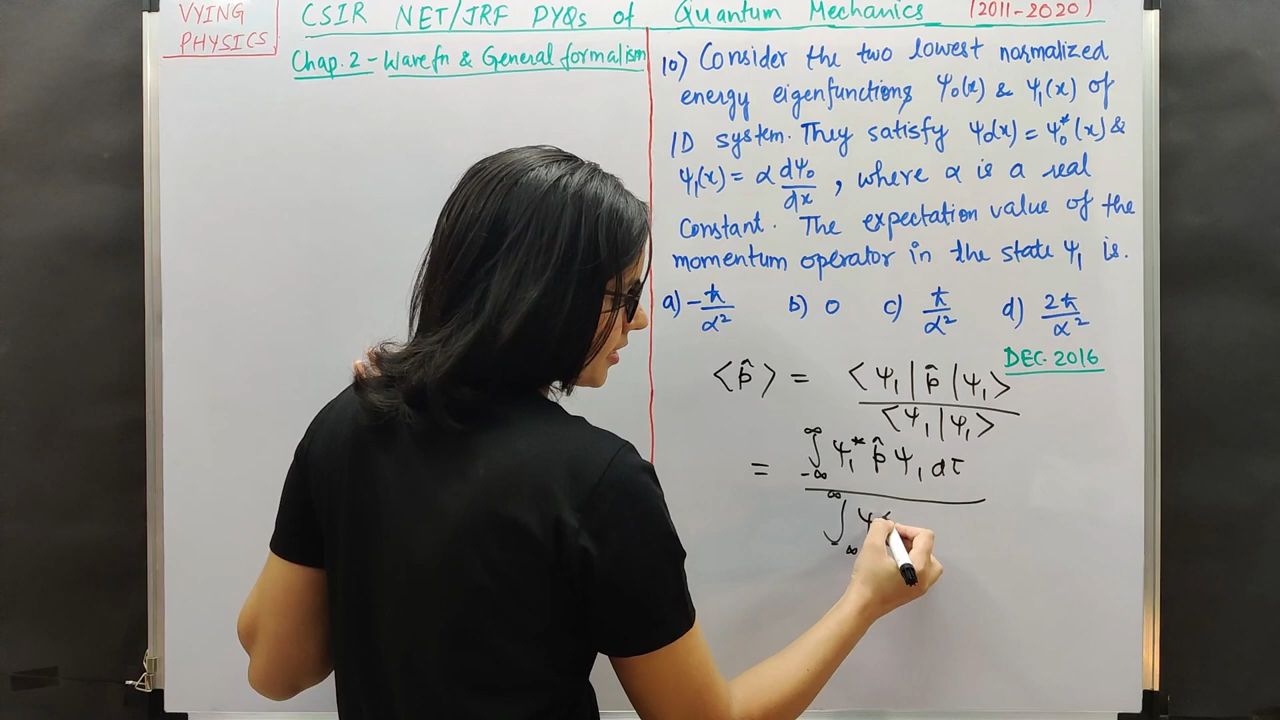 VYING
PHYSICS
CSIR NET/JRF PYQs of Quantum Mechanics (2011-2020)
Chap. 2 - Wavefn & General formalism
10) Consider the two lowest normalized
energy eigenfunctions ψ₀(x) & ψ₁(x) of
1D system. They satisfy ψ₀(x) = ψ₀*(x) &
ψ₁(x) = α dψ₀/dx , where α is a real
Constant. The expectation value of the
momentum operator in the state ψ₁ is.
a) -ħ/α² b) 0 c) ħ/α² d) 2ħ/α²
DEC. 2016
⟨p̂⟩ = ⟨ψ₁|p̂|ψ₁⟩ / ⟨ψ₁|ψ₁⟩
= ∫_{-∞}^{∞} ψ₁* p̂ ψ₁ dτ